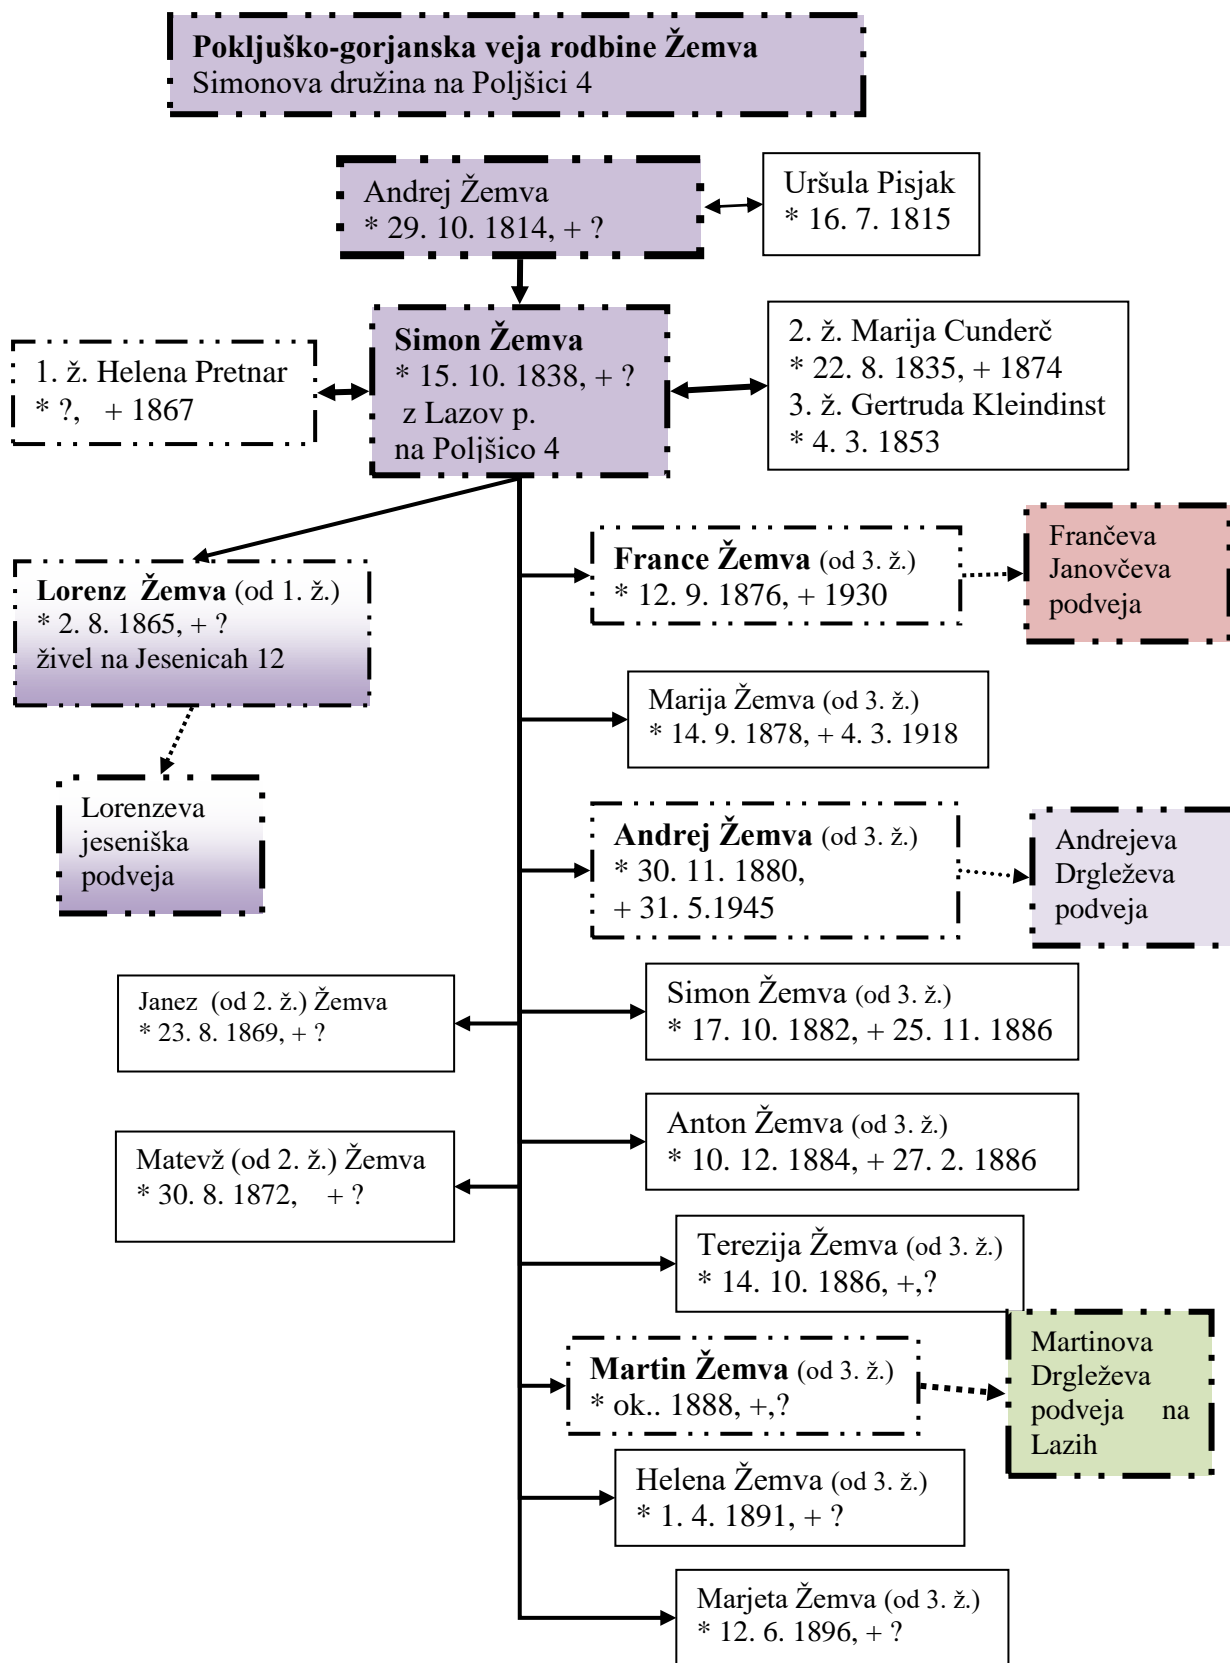 Pokljuško-gorjanska veja rodbine Žemva
Simonova družina na Poljšici 4
Andrej Žemva
* 29. 10. 1814, + ?
Uršula Pisjak
* 16. 7. 1815
1. ž. Helena Pretnar
* ?, + 1867
Simon Žemva
* 15. 10. 1838, + ?
z Lazov p.
na Poljšico 4
2. ž. Marija Cunderč
* 22. 8. 1835, + 1874
3. ž. Gertruda Kleindinst
* 4. 3. 1853
Lorenz Žemva (od 1. ž.)
* 2. 8. 1865, + ?
živel na Jesenicah 12
France Žemva (od 3. ž.)
* 12. 9. 1876, + 1930
Frančeva
Janovčeva
podveja
Marija Žemva (od 3. ž.)
* 14. 9. 1878, + 4. 3. 1918
Lorenzeva
jeseniška
podveja
Andrej Žemva (od 3. ž.)
* 30. 11. 1880,
+ 31. 5.1945
Andrejeva
Drgleževa
podveja
Janez (od 2. ž.) Žemva
* 23. 8. 1869, + ?
Simon Žemva (od 3. ž.)
* 17. 10. 1882, + 25. 11. 1886
Anton Žemva (od 3. ž.)
* 10. 12. 1884, + 27. 2. 1886
Matevž (od 2. ž.) Žemva
* 30. 8. 1872, + ?
Terezija Žemva (od 3. ž.)
* 14. 10. 1886, +,?
Martin Žemva (od 3. ž.)
* ok.. 1888, +,?
Martinova
Drgleževa
podveja na
Lazih
Helena Žemva (od 3. ž.)
* 1. 4. 1891, + ?
Marjeta Žemva (od 3. ž.)
* 12. 6. 1896, + ?